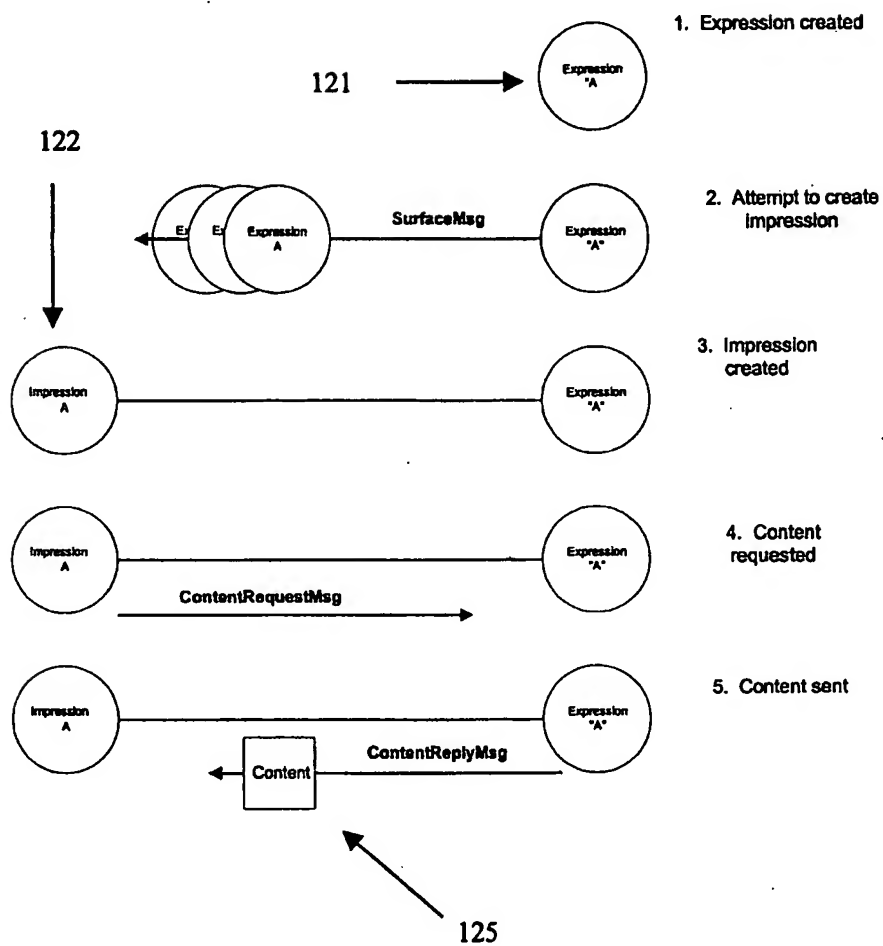 1. Expression created
Expression
"A
121
122
2. Attempt to create
impression
SurfaceMsg
Ex
E
Expression
A
Expression
"A"
3. Impression
created
Impression
A
Expression
"A"
4. Content
requested
Impression
A
Expression
"A"
ContentRequestMsg
5. Content sent
Impression
A
Expression
"A"
ContentReplyMsg
Content
125